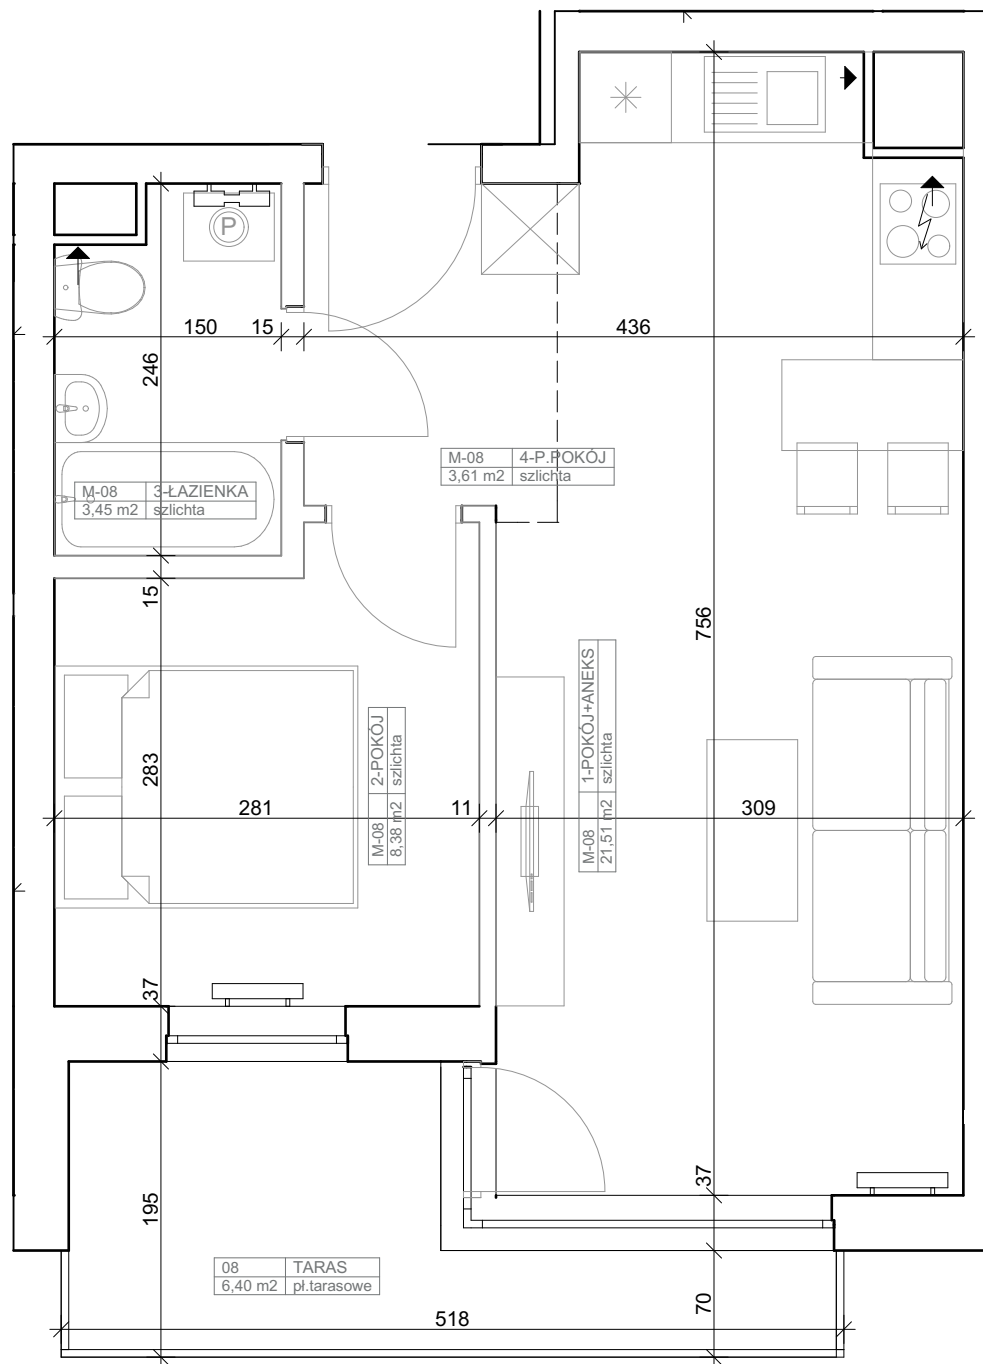 P
150 15 436
246
M-08 4-P.POKÓJ
3,61 m2 szlichta
M-08 3-ŁAZIENKA
3,45 m2 szlichta
15
756
M-08 2-POKÓJ
8,38 m2 szlichta
M-08 1-POKÓJ+ANEKS
21,51 m2 szlichta
283
281 11 309
37
37
195
08 TARAS
6,40 m2 pł.tarasowe
70
518